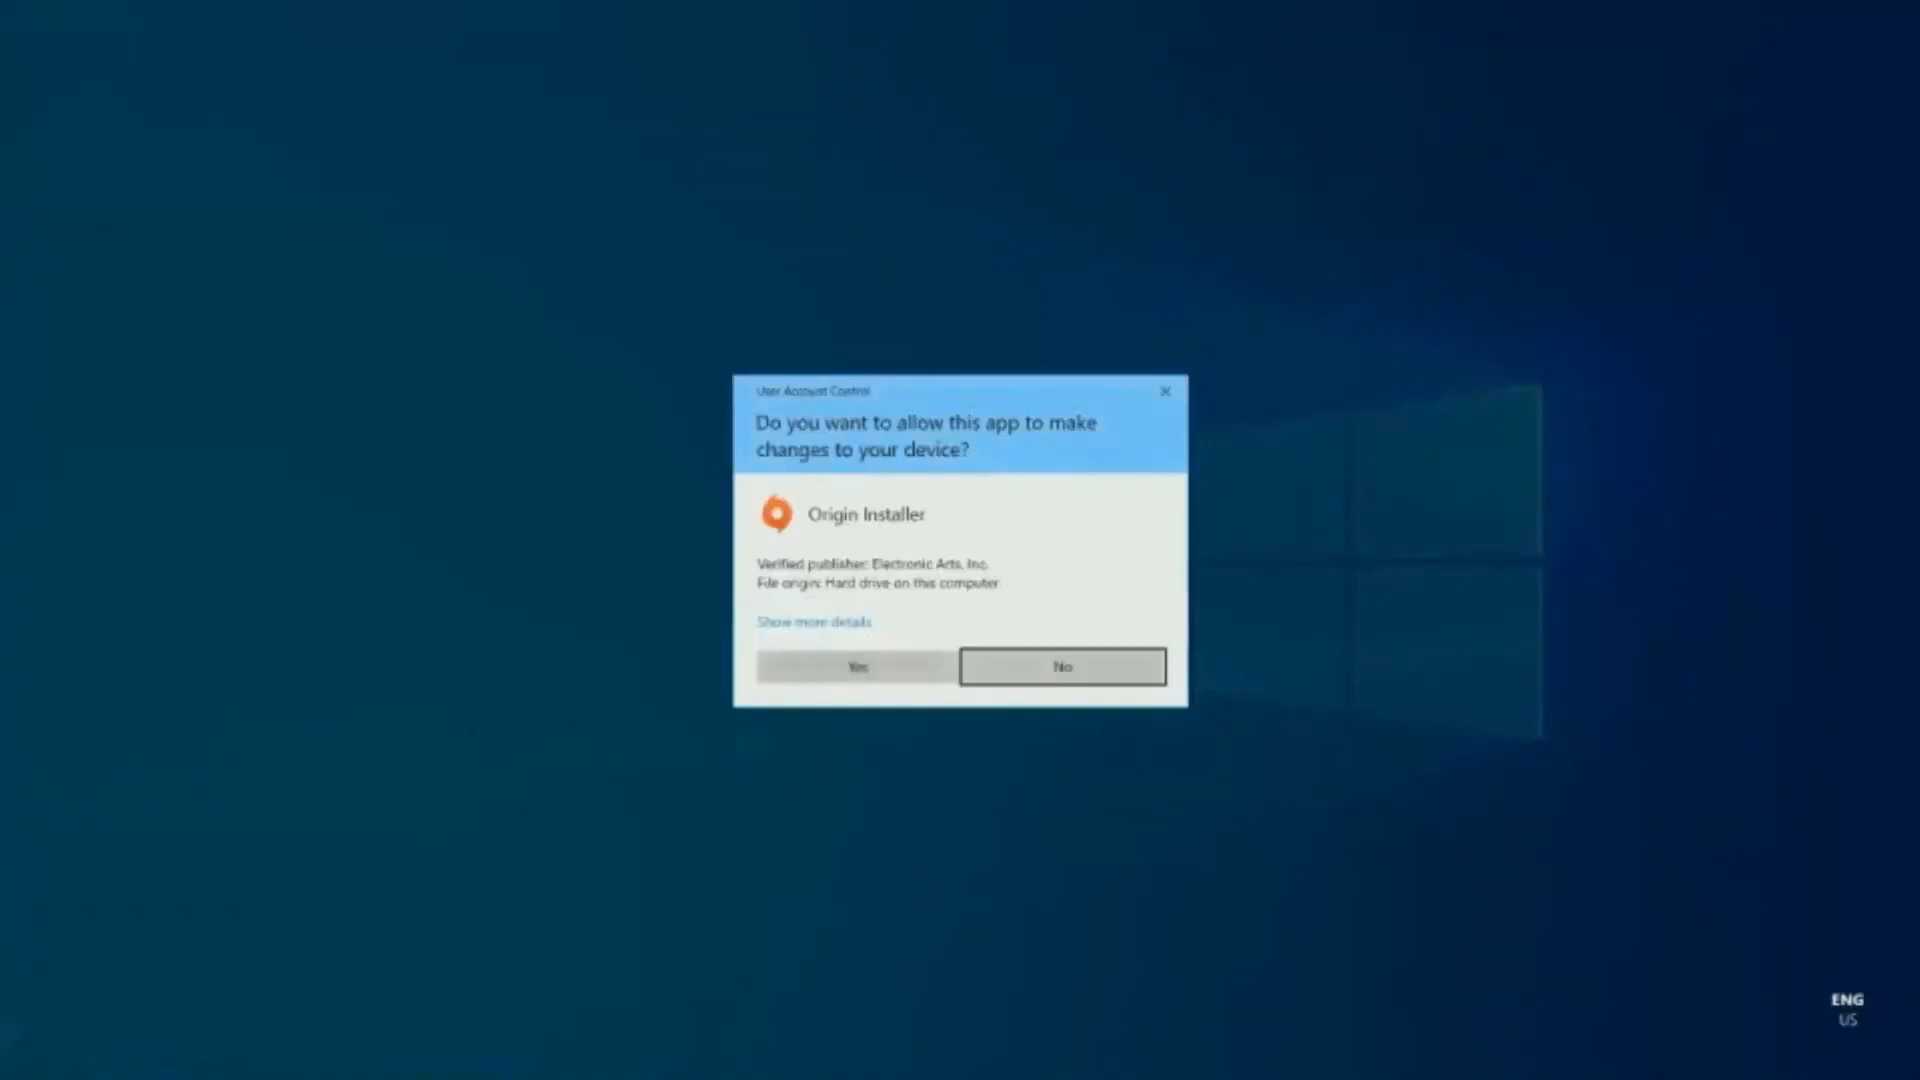 User Account Control
Do you want to allow this app to make
changes to your device?
Origin Installer
Verified publisher: Electronic Arts, Inc.
File origin: Hard drive on this computer
Show more details
Yes
No
ENG
US